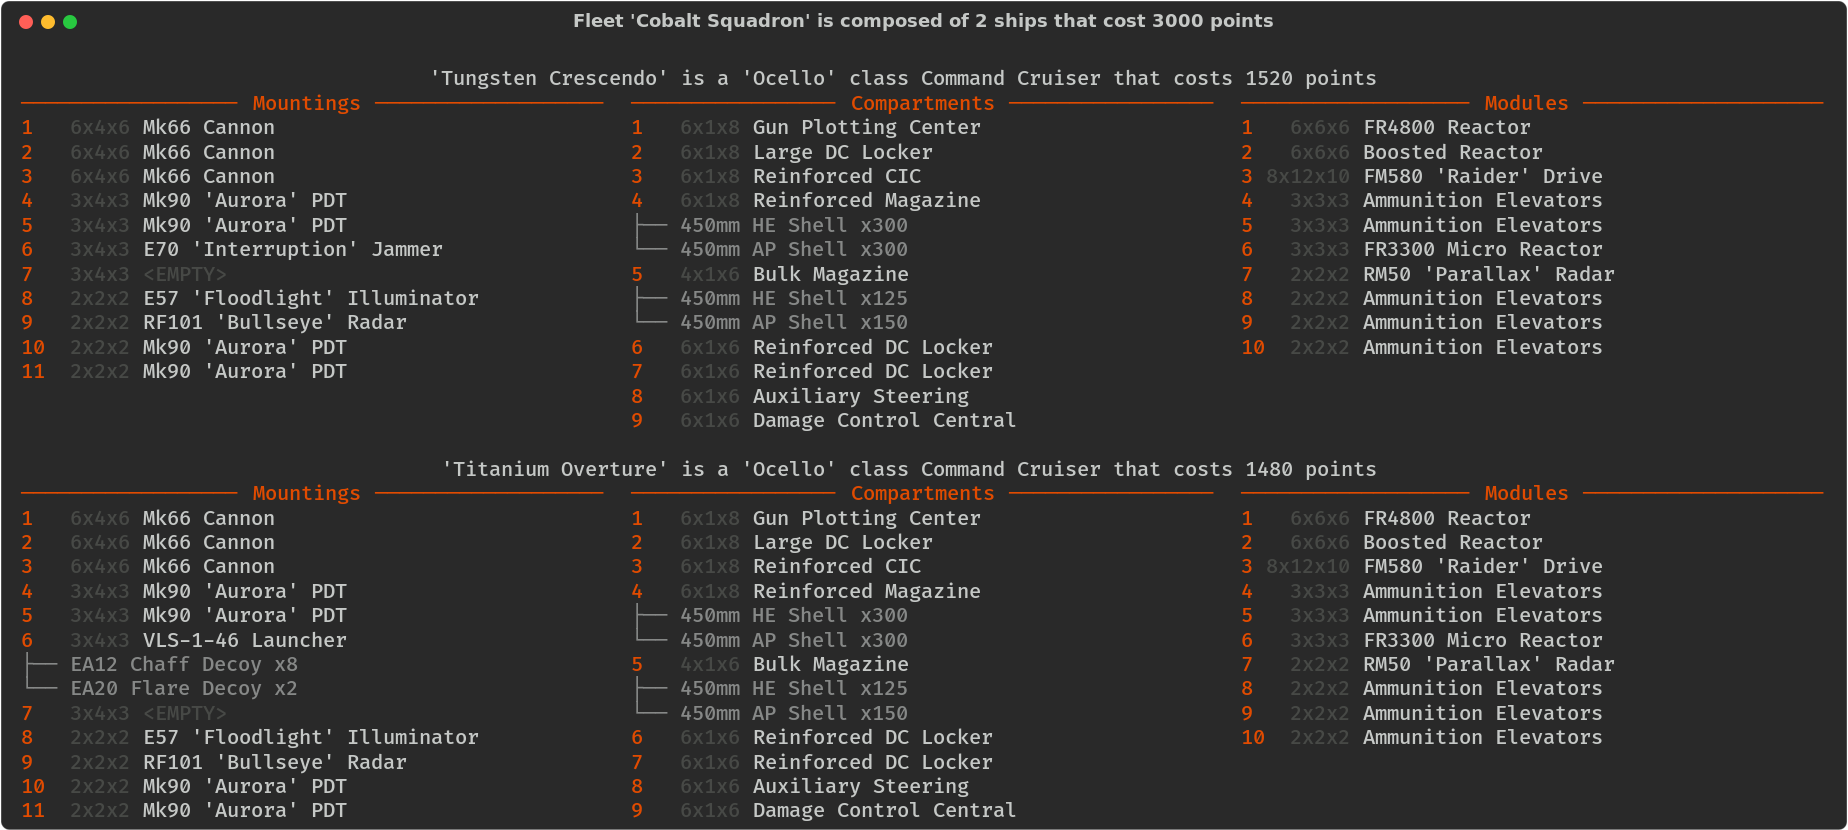 Fleet 'Cobalt Squadron' is composed of 2 ships that cost 3000 points
'Tungsten Crescendo' is a 'Ocello' class Command Cruiser that costs 1520 points
Mountings
1 6x4x6 Mk66 Cannon
2 6x4x6 Mk66 Cannon
3 6x4x6 Mk66 Cannon
4 3x4x3 Mk90 'Aurora' PDT
5 3x4x3 Mk90 'Aurora' PDT
6 3x4x3 E70 'Interruption' Jammer
7 3x4x3 <EMPTY>
8 2x2x2 E57 'Floodlight' Illuminator
9 2x2x2 RF101 'Bullseye' Radar
10 2x2x2 Mk90 'Aurora' PDT
11 2x2x2 Mk90 'Aurora' PDT
Compartments
1 6x1x8 Gun Plotting Center
2 6x1x8 Large DC Locker
3 6x1x8 Reinforced CIC
4 6x1x8 Reinforced Magazine
450mm HE Shell x300
450mm AP Shell x300
5 4x1x6 Bulk Magazine
450mm HE Shell x125
450mm AP Shell x150
6 6x1x6 Reinforced DC Locker
7 6x1x6 Reinforced DC Locker
8 6x1x6 Auxiliary Steering
9 6x1x6 Damage Control Central
Modules
1 6x6x6 FR4800 Reactor
2 6x6x6 Boosted Reactor
3 8x12x10 FM580 'Raider' Drive
4 3x3x3 Ammunition Elevators
5 3x3x3 Ammunition Elevators
6 3x3x3 FR3300 Micro Reactor
7 2x2x2 RM50 'Parallax' Radar
8 2x2x2 Ammunition Elevators
9 2x2x2 Ammunition Elevators
10 2x2x2 Ammunition Elevators
'Titanium Overture' is a 'Ocello' class Command Cruiser that costs 1480 points
Mountings
1 6x4x6 Mk66 Cannon
2 6x4x6 Mk66 Cannon
3 6x4x6 Mk66 Cannon
4 3x4x3 Mk90 'Aurora' PDT
5 3x4x3 Mk90 'Aurora' PDT
6 3x4x3 VLS-1-46 Launcher
EA12 Chaff Decoy x8
EA20 Flare Decoy x2
7 3x4x3 <EMPTY>
8 2x2x2 E57 'Floodlight' Illuminator
9 2x2x2 RF101 'Bullseye' Radar
10 2x2x2 Mk90 'Aurora' PDT
11 2x2x2 Mk90 'Aurora' PDT
Compartments
1 6x1x8 Gun Plotting Center
2 6x1x8 Large DC Locker
3 6x1x8 Reinforced CIC
4 6x1x8 Reinforced Magazine
450mm HE Shell x300
450mm AP Shell x300
5 4x1x6 Bulk Magazine
450mm HE Shell x125
450mm AP Shell x150
6 6x1x6 Reinforced DC Locker
7 6x1x6 Reinforced DC Locker
8 6x1x6 Auxiliary Steering
9 6x1x6 Damage Control Central
Modules
1 6x6x6 FR4800 Reactor
2 6x6x6 Boosted Reactor
3 8x12x10 FM580 'Raider' Drive
4 3x3x3 Ammunition Elevators
5 3x3x3 Ammunition Elevators
6 3x3x3 FR3300 Micro Reactor
7 2x2x2 RM50 'Parallax' Radar
8 2x2x2 Ammunition Elevators
9 2x2x2 Ammunition Elevators
10 2x2x2 Ammunition Elevators